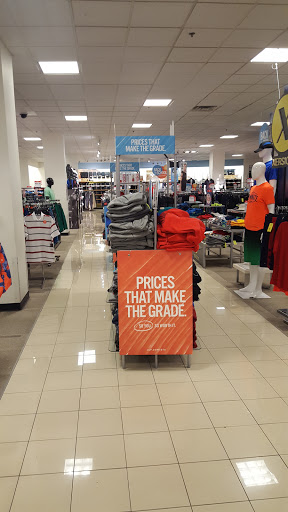 PRICES THAT
MAKE THE GRADE.
PRICES
THAT MAKE
THE GRADE.